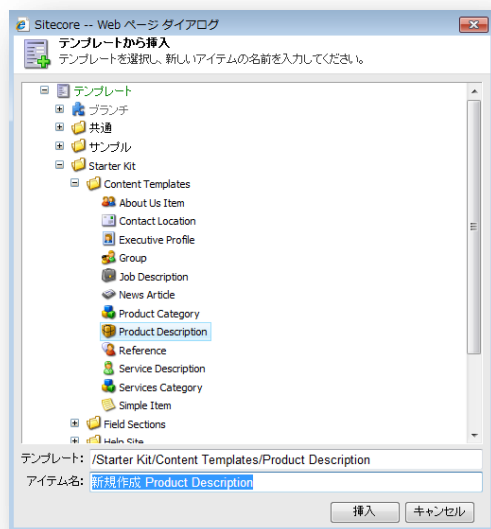 Sitecore -- Web ページ ダイアログ
テンプレートから挿入
テンプレートを選択し、新しいアイテムの名前を入力してください。
テンプレート
ブランチ
共通
サンプル
Starter Kit
Content Templates
About Us Item
Contact Location
Executive Profile
Group
Job Description
News Article
Product Category
Product Description
Reference
Service Description
Services Category
Simple Item
Field Sections
Help Site
テンプレート: /Starter Kit/Content Templates/Product Description
アイテム名: 新規作成 Product Description
挿入 キャンセル